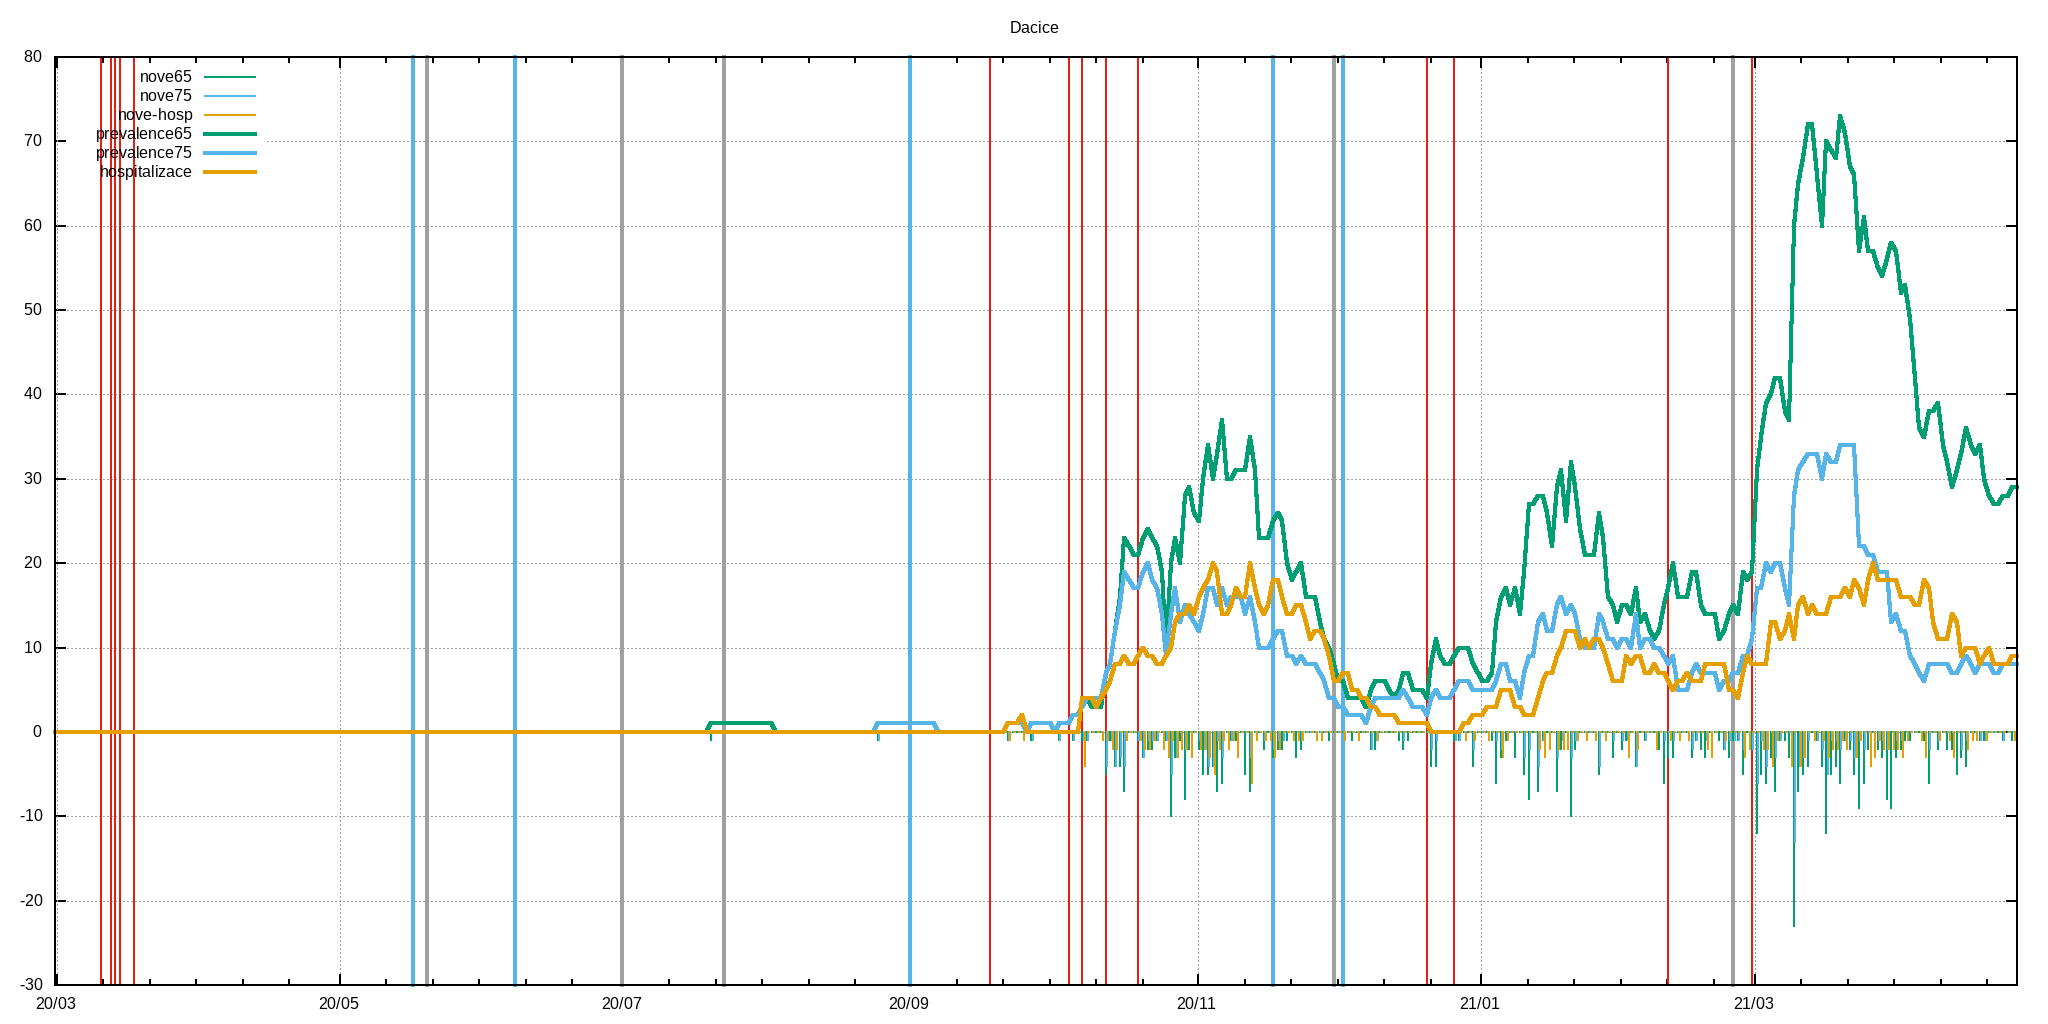 Dacice
80
70
60
50
40
30
20
10
0
-10
-20
-30
nove65
nove75
nove-hosp
prevalence65
prevalence75
hospitalizace
20/03 20/05 20/07 20/09 20/11 21/01 21/03